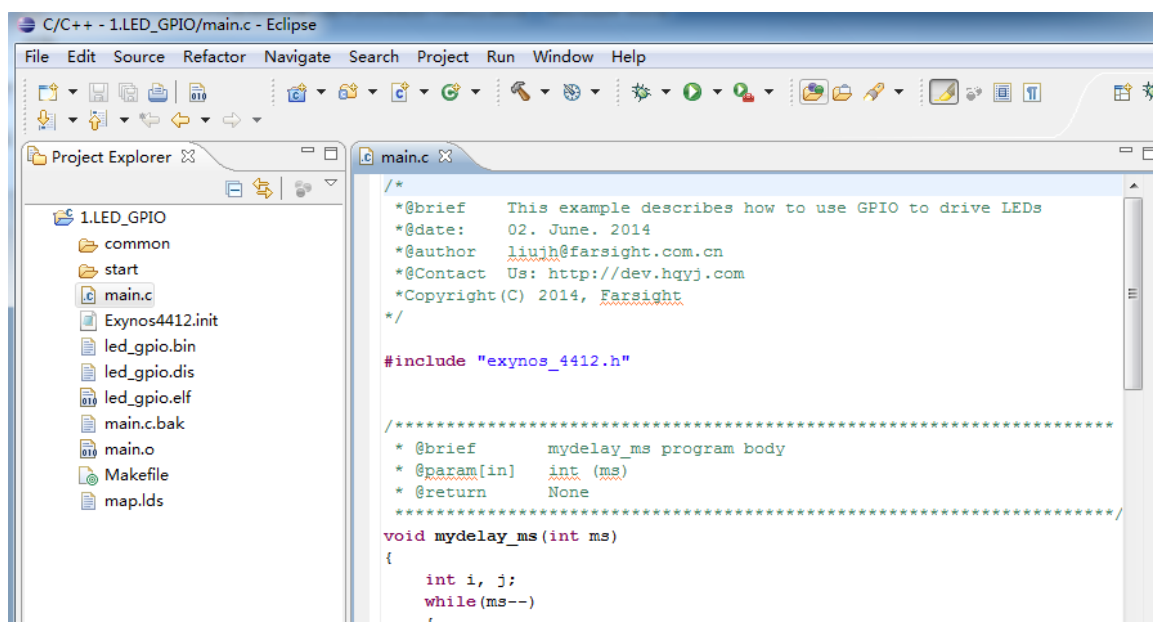 C/C++ - 1.LED_GPIO/main.c - Eclipse
File Edit Source Refactor Navigate Search Project Run Window Help
Project Explorer
1.LED_GPIO
common
start
main.c
Exynos4412.init
led_gpio.bin
led_gpio.dis
led_gpio.elf
main.c.bak
main.o
Makefile
map.lds
main.c
/*
*@brief This example describes how to use GPIO to drive LEDs
*@date: 02. June. 2014
*@author liujh@farsight.com.cn
*@Contact Us: http://dev.hqyj.com
*Copyright(C) 2014, Farsight
*/
#include "exynos_4412.h"
/***********************************************************************
* @brief mydelay_ms program body
* @param[in] int (ms)
* @return None
***********************************************************************/
void mydelay_ms(int ms)
{
int i, j;
while(ms--)
{